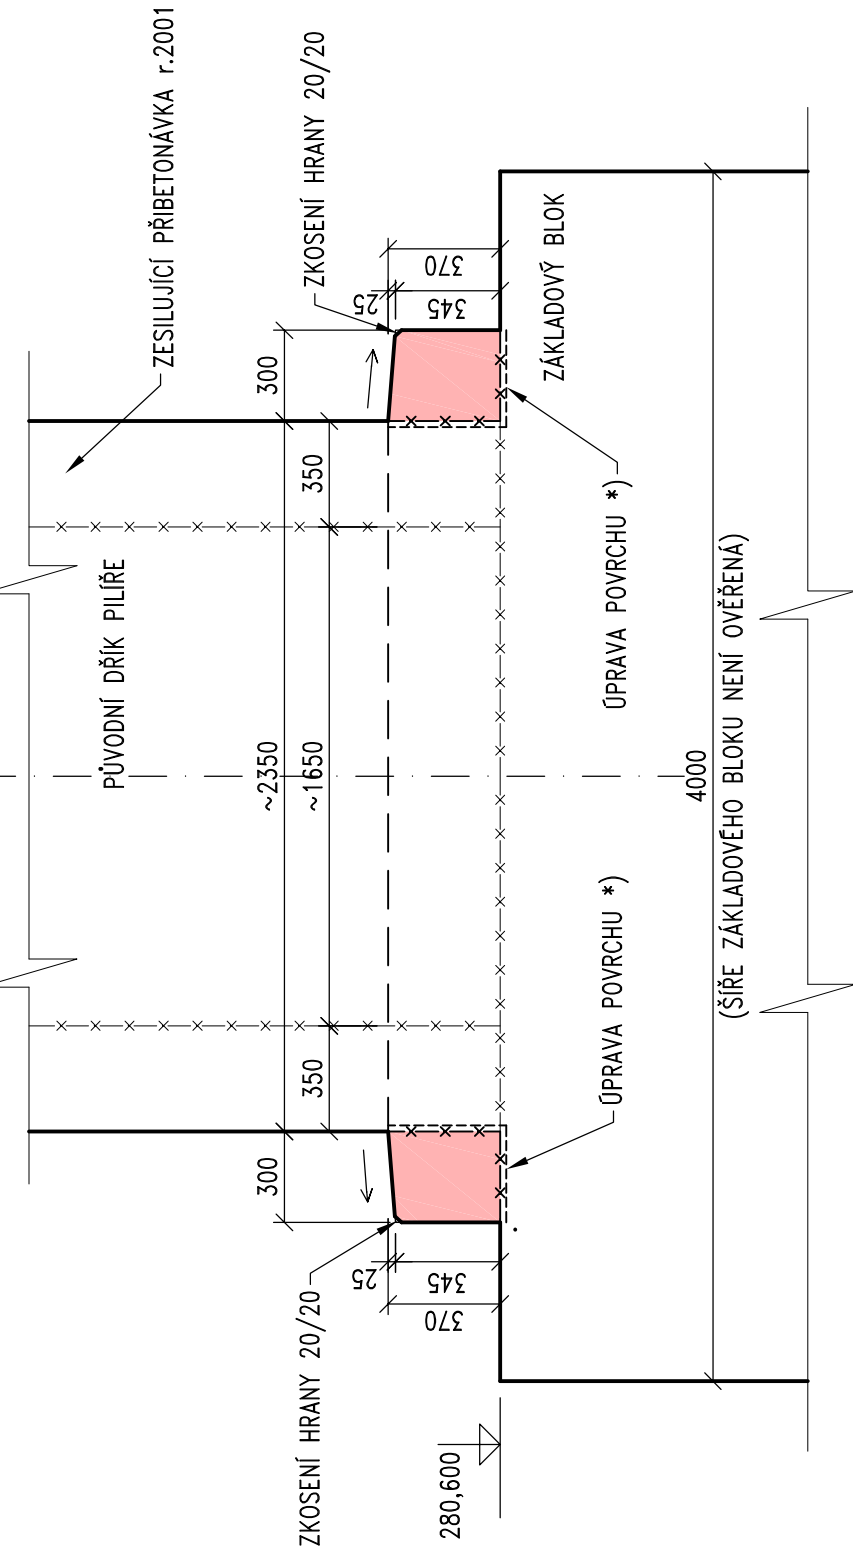 ZESILUJÍCÍ PŘIBETONÁVKA r.2001
PŮVODNÍ DŘÍK PILÍŘE
ZKOSENÍ HRANY 20/20
ZKOSENÍ HRANY 20/20
300
~2350
300
350
~1650
350
25
345
370
25
345
370
280,600
ZÁKLADOVÝ BLOK
ÚPRAVA POVRCHU *)
ÚPRAVA POVRCHU *)
4000
(ŠÍŘE ZÁKLADOVÉHO BLOKU NENÍ OVĚŘENÁ)